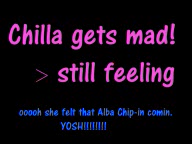 Chilla gets mad!
> still feeling
ooooh she felt that Alba Chip-in comin.
YOSH!!!!!!!!